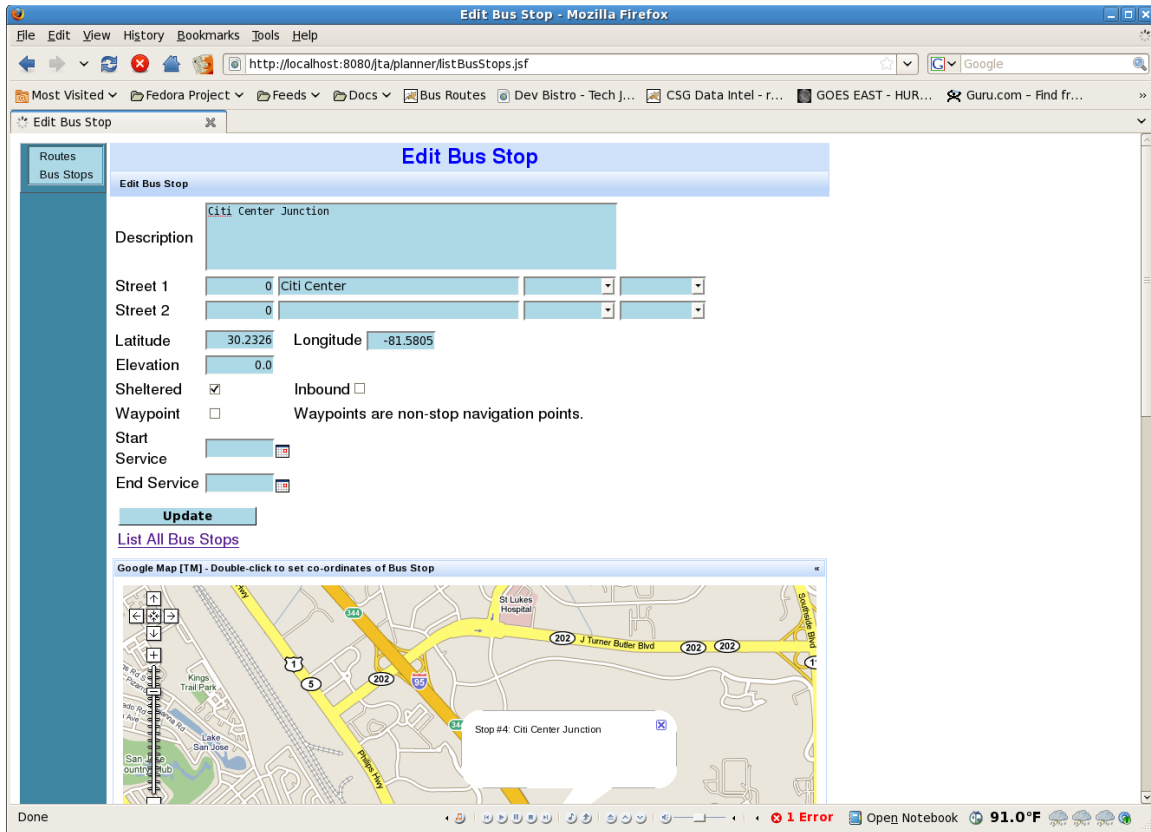 Edit Bus Stop - Mozilla Firefox
File Edit View History Bookmarks Tools Help
http://localhost:8080/jta/planner/listBusStops.jsf
Google
Most Visited Fedora Project Feeds Docs Bus Routes Dev Bistro - Tech J... CSG Data Intel - r... GOES EAST - HUR... Guru.com – Find fr... »
Edit Bus Stop
Routes
Bus Stops
Edit Bus Stop
Edit Bus Stop
Description
Citi Center Junction
Street 1 0 Citi Center
Street 2 0
Latitude 30.2326 Longitude -81.5805
Elevation 0.0
Sheltered Inbound
Waypoint Waypoints are non-stop navigation points.
Start
Service
End Service
Update
List All Bus Stops
Google Map [TM] - Double-click to set co-ordinates of Bus Stop «
Hwy
St Lukes
Hospital
Southside Blvd
344
202 J Turner Butler Blvd 202 202
1
5
202
95
Kings
Trail Park
Lake
San Jose
Philips Hwy
Stop #4: Citi Center Junction
Done 1 Error Open Notebook 91.0°F